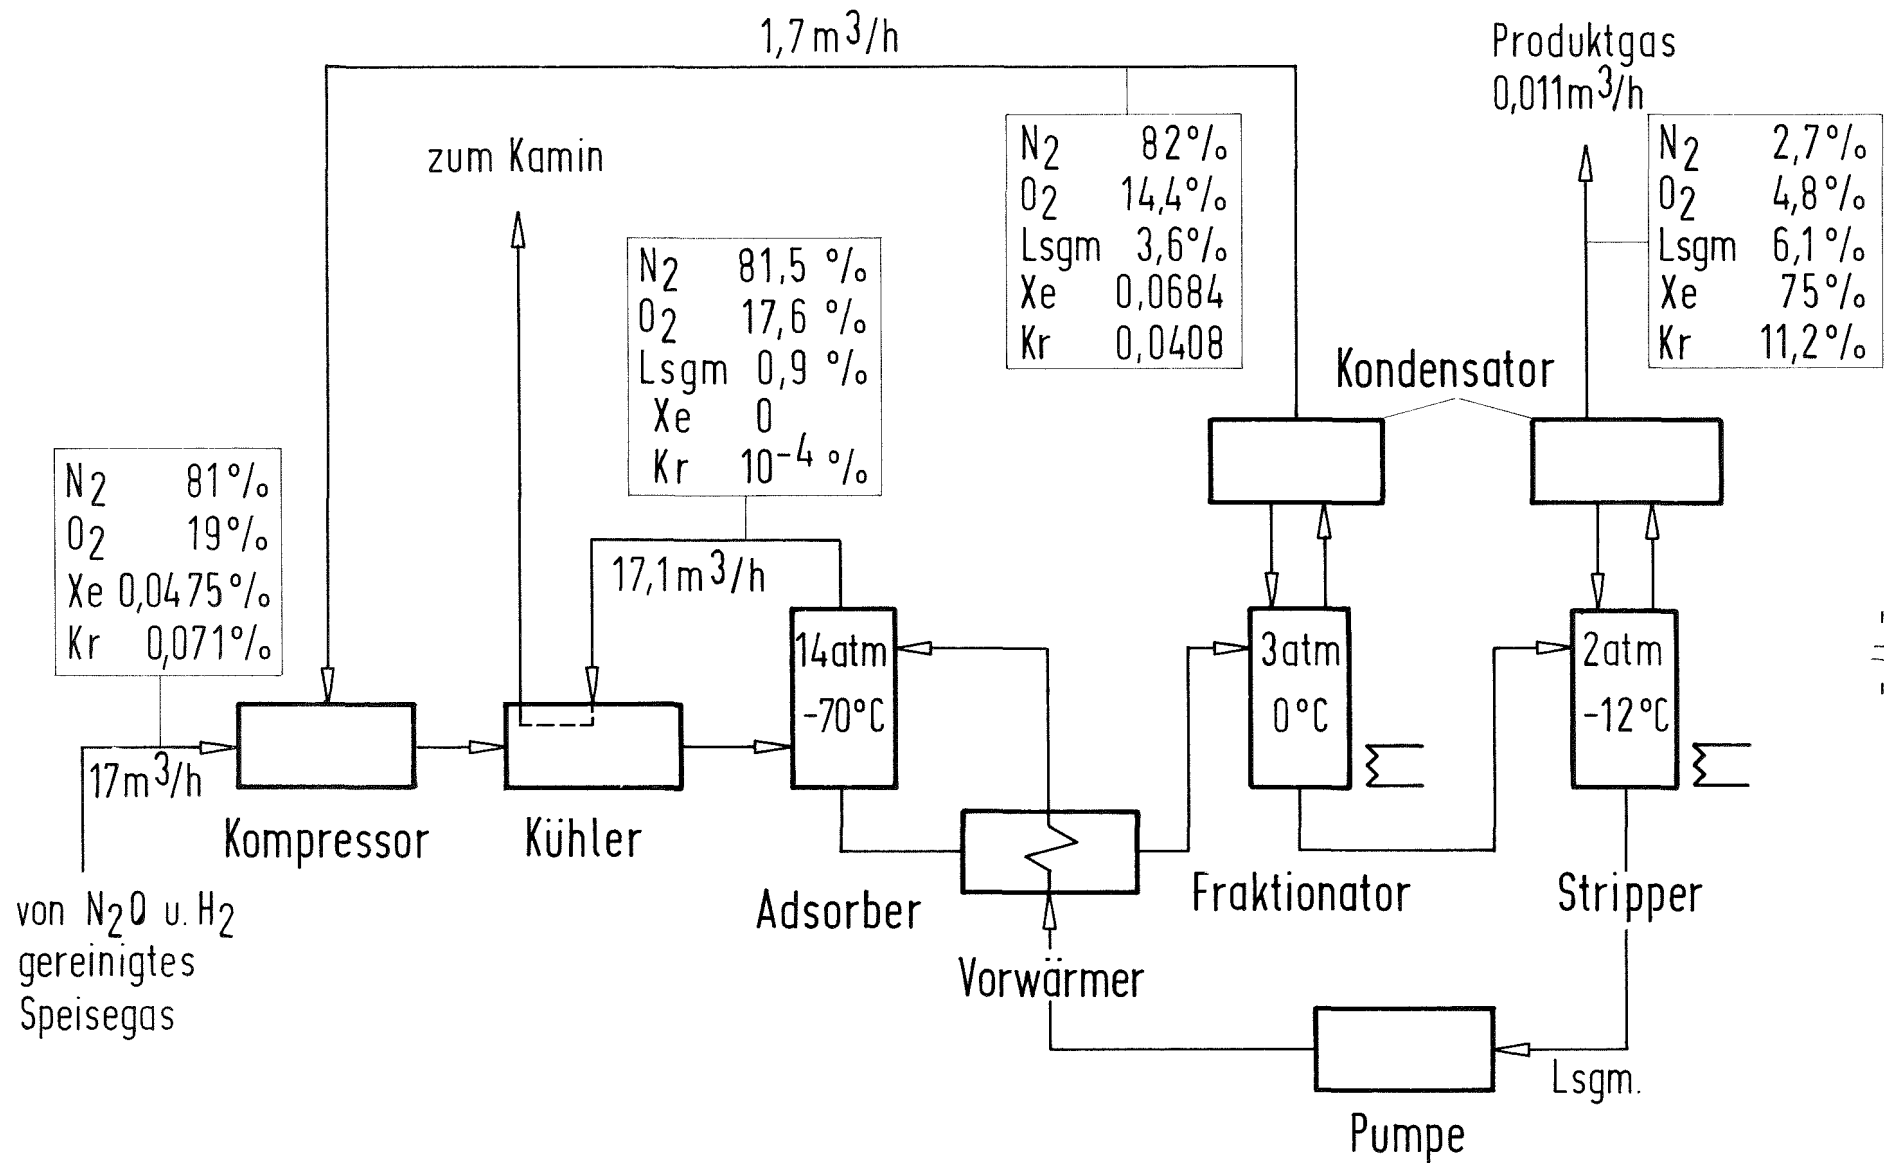 1,7 m³/h
Produktgas
0,011m³/h
zum Kamin
N₂ 82%
O₂ 14,4%
Lsgm 3,6%
Xe 0,0684
Kr 0,0408
N₂ 2,7%
O₂ 4,8%
Lsgm 6,1%
Xe 75%
Kr 11,2%
N₂ 81,5 %
O₂ 17,6 %
Lsgm 0,9 %
Xe 0
Kr 10⁻⁴ %
Kondensator
N₂ 81%
O₂ 19%
Xe 0,0475%
Kr 0,071%
17,1 m³/h
14atm
-70°C
3atm
0°C
2atm
-12°C
17m³/h
Kompressor
Kühler
Adsorber
Fraktionator
Stripper
von N₂O u. H₂
gereinigtes
Speisegas
Vorwärmer
Lsgm.
Pumpe